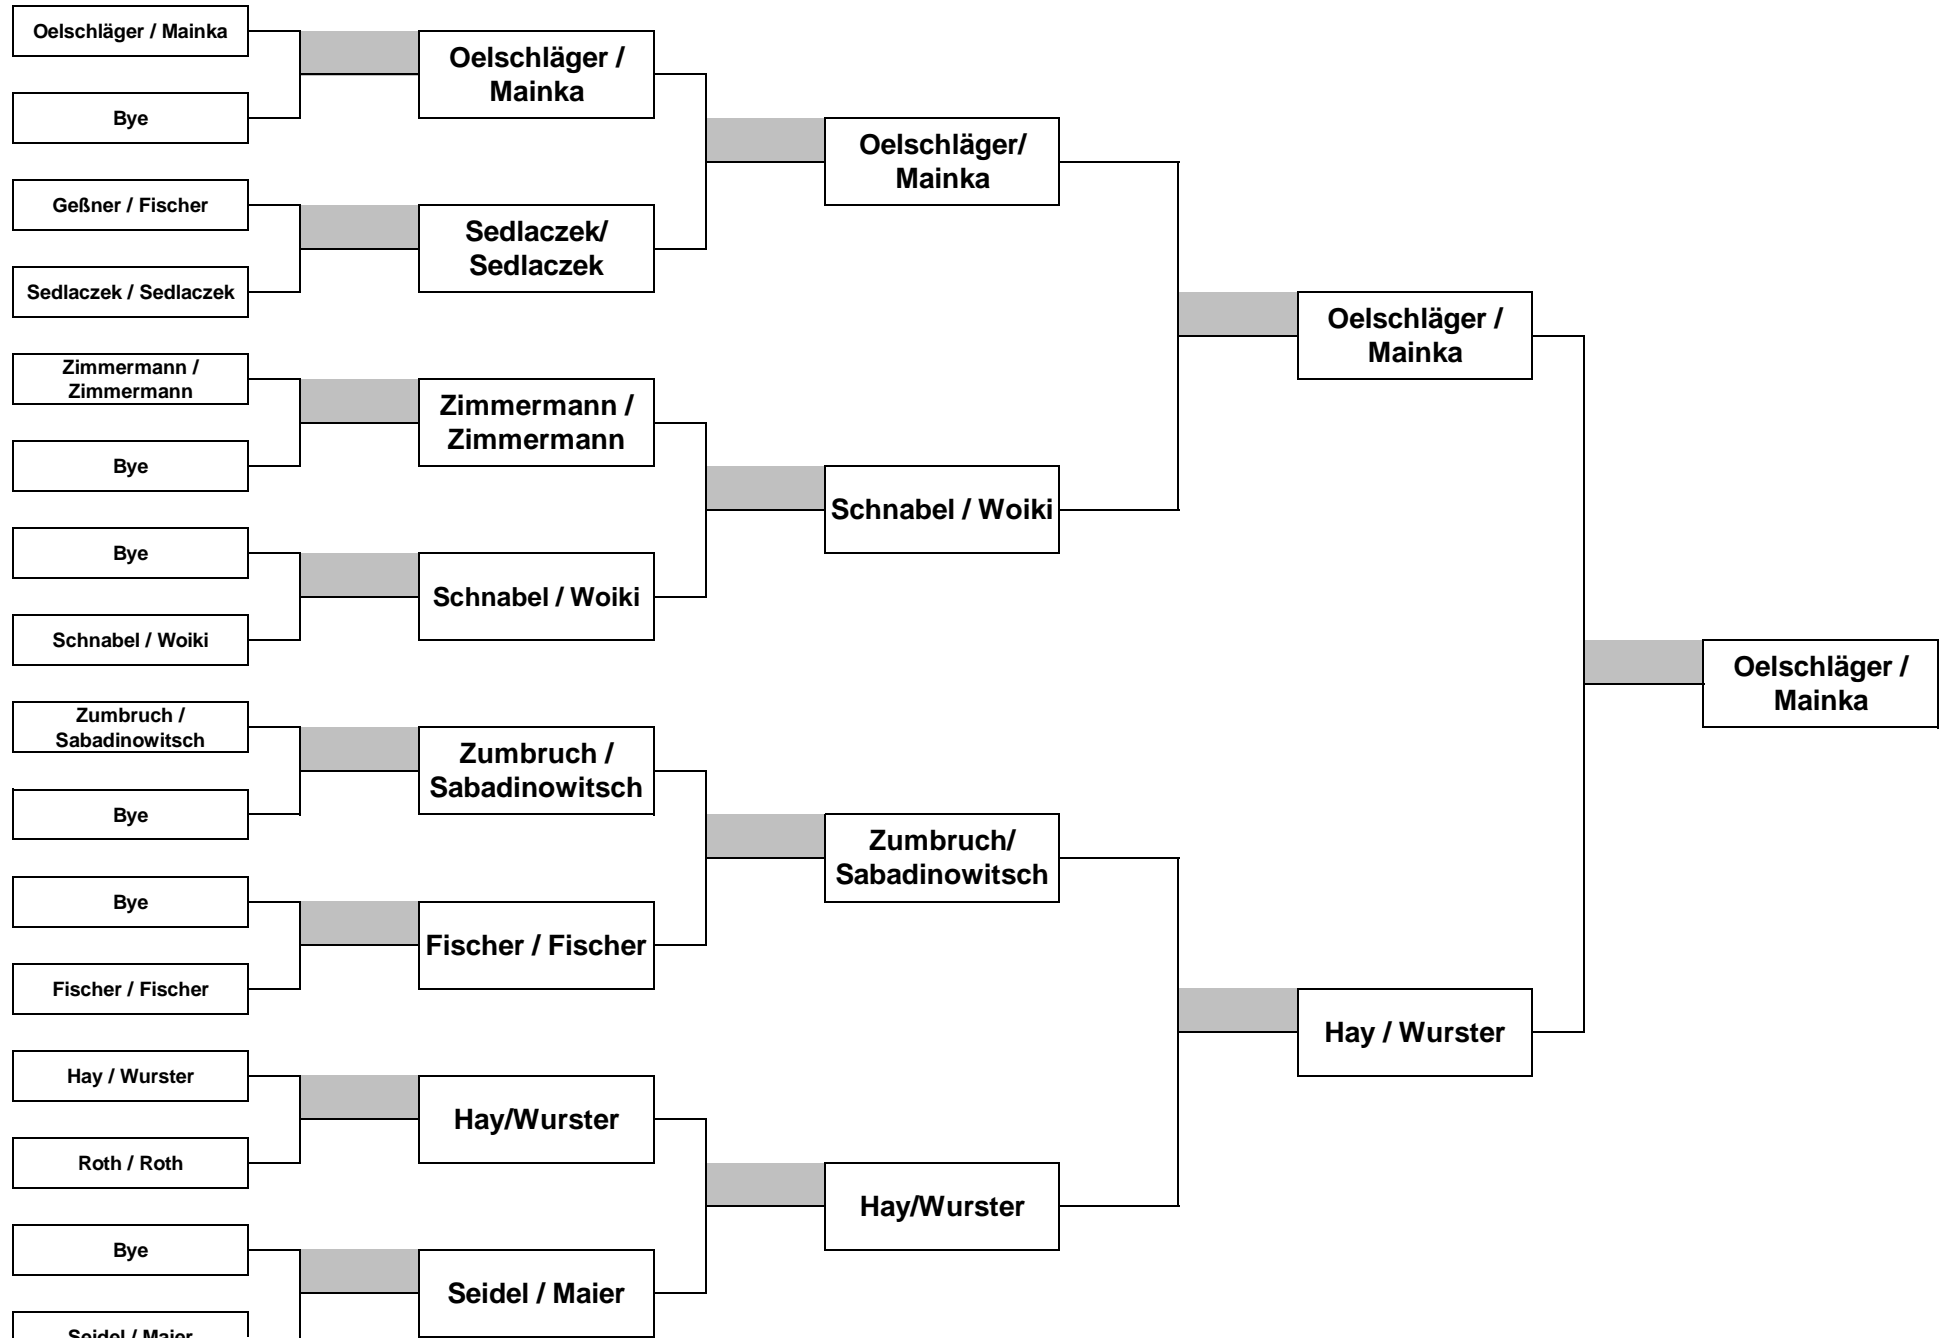 Oelschläger / Mainka
Bye
Geßner / Fischer
Sedlaczek / Sedlaczek
Zimmermann /
Zimmermann
Bye
Bye
Schnabel / Woiki
Zumbruch /
Sabadinowitsch
Bye
Bye
Fischer / Fischer
Hay / Wurster
Roth / Roth
Bye
Seidel / Maier
Oelschläger /
Mainka
Sedlaczek/
Sedlaczek
Zimmermann /
Zimmermann
Schnabel / Woiki
Zumbruch /
Sabadinowitsch
Fischer / Fischer
Hay/Wurster
Seidel / Maier
Oelschläger/
Mainka
Schnabel / Woiki
Zumbruch/
Sabadinowitsch
Hay/Wurster
Oelschläger /
Mainka
Hay / Wurster
Oelschläger /
Mainka